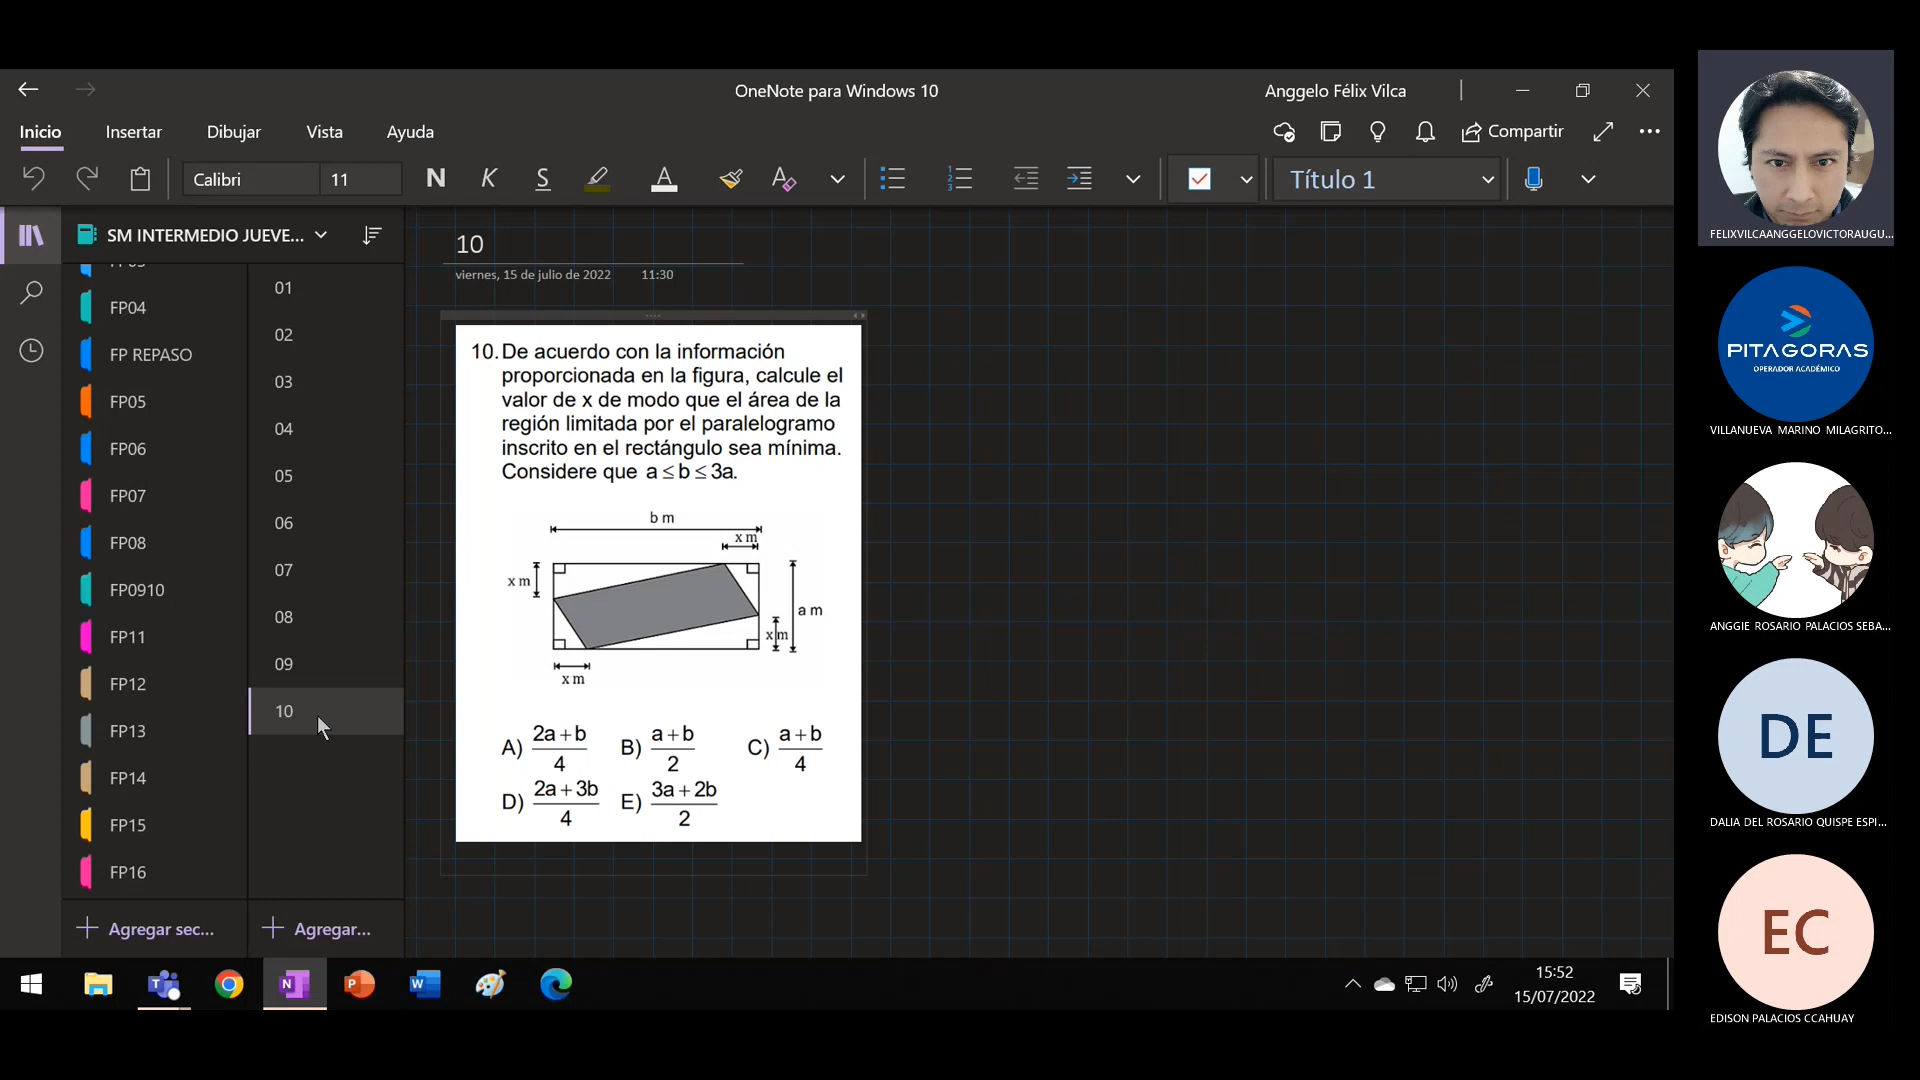 OneNote para Windows 10
Anggelo Félix Vilca
Inicio
Insertar
Dibujar
Vista
Ayuda
Compartir
Calibri
11
N
K
S
A
A
Título 1
SM INTERMEDIO JUEVE...
FP04
FP REPASO
FP05
FP06
FP07
FP08
FP0910
FP11
FP12
FP13
FP14
FP15
FP16
Agregar sec...
01
02
03
04
05
06
07
08
09
10
Agregar...
10
viernes, 15 de julio de 2022 11:30
10. De acuerdo con la información
proporcionada en la figura, calcule el
valor de x de modo que el área de la
región limitada por el paralelogramo
inscrito en el rectángulo sea mínima.
Considere que a ≤ b ≤ 3a.
b m
x m
x m
a m
x m
x m
A) (2a+b)/4 B) (a+b)/2 C) (a+b)/4
D) (2a+3b)/4 E) (3a+2b)/2
FELIXVILCAANGGELOVICTORAUGU...
PITAGORAS
OPERADOR ACADÉMICO
VILLANUEVA MARINO MILAGRITO...
ANGGIE ROSARIO PALACIOS SEBA...
DE
DALIA DEL ROSARIO QUISPE ESPI...
EC
EDISON PALACIOS CCAHUAY
15:52
15/07/2022